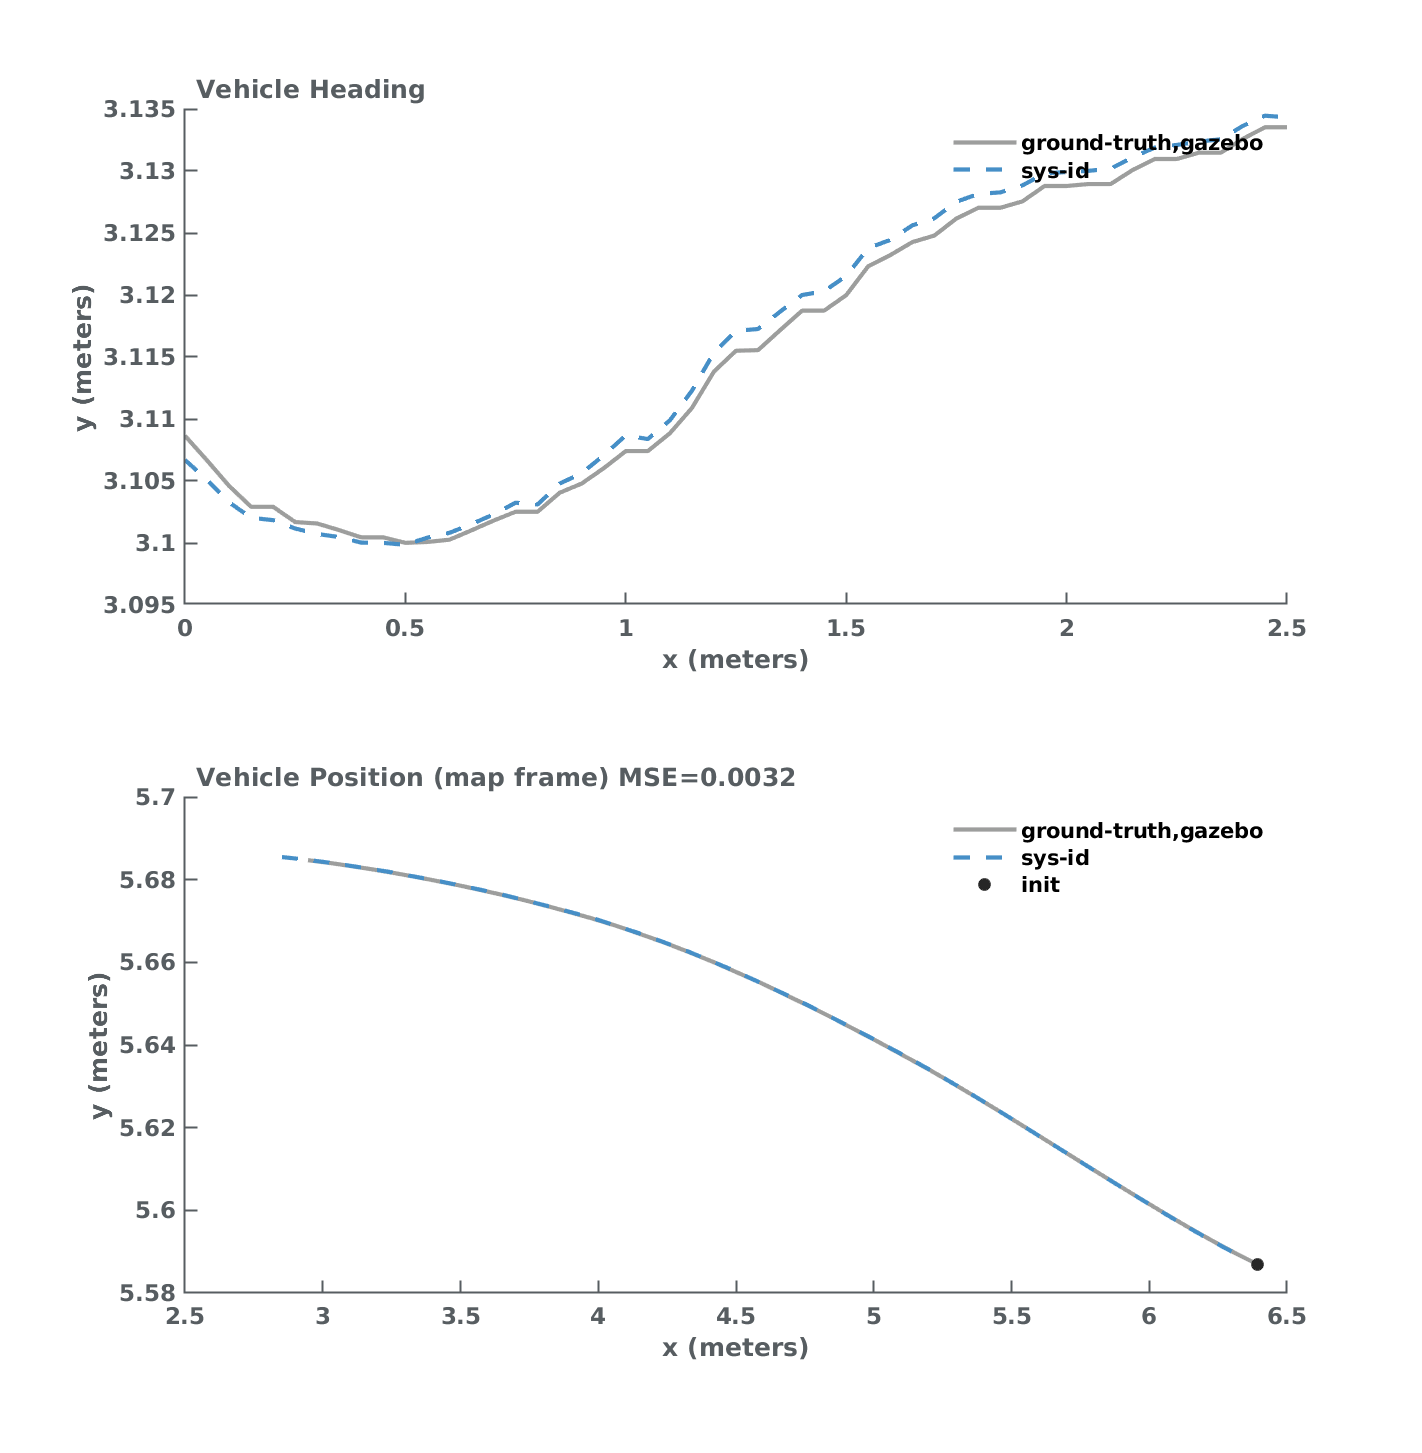 Vehicle Heading
3.135
3.13
3.125
3.12
3.115
3.11
3.105
3.1
3.095
y (meters)
ground-truth,gazebo
sys-id
0 0.5 1 1.5 2 2.5
x (meters)
Vehicle Position (map frame) MSE=0.0032
5.7
5.68
5.66
5.64
5.62
5.6
5.58
y (meters)
ground-truth,gazebo
sys-id
init
2.5 3 3.5 4 4.5 5 5.5 6 6.5
x (meters)